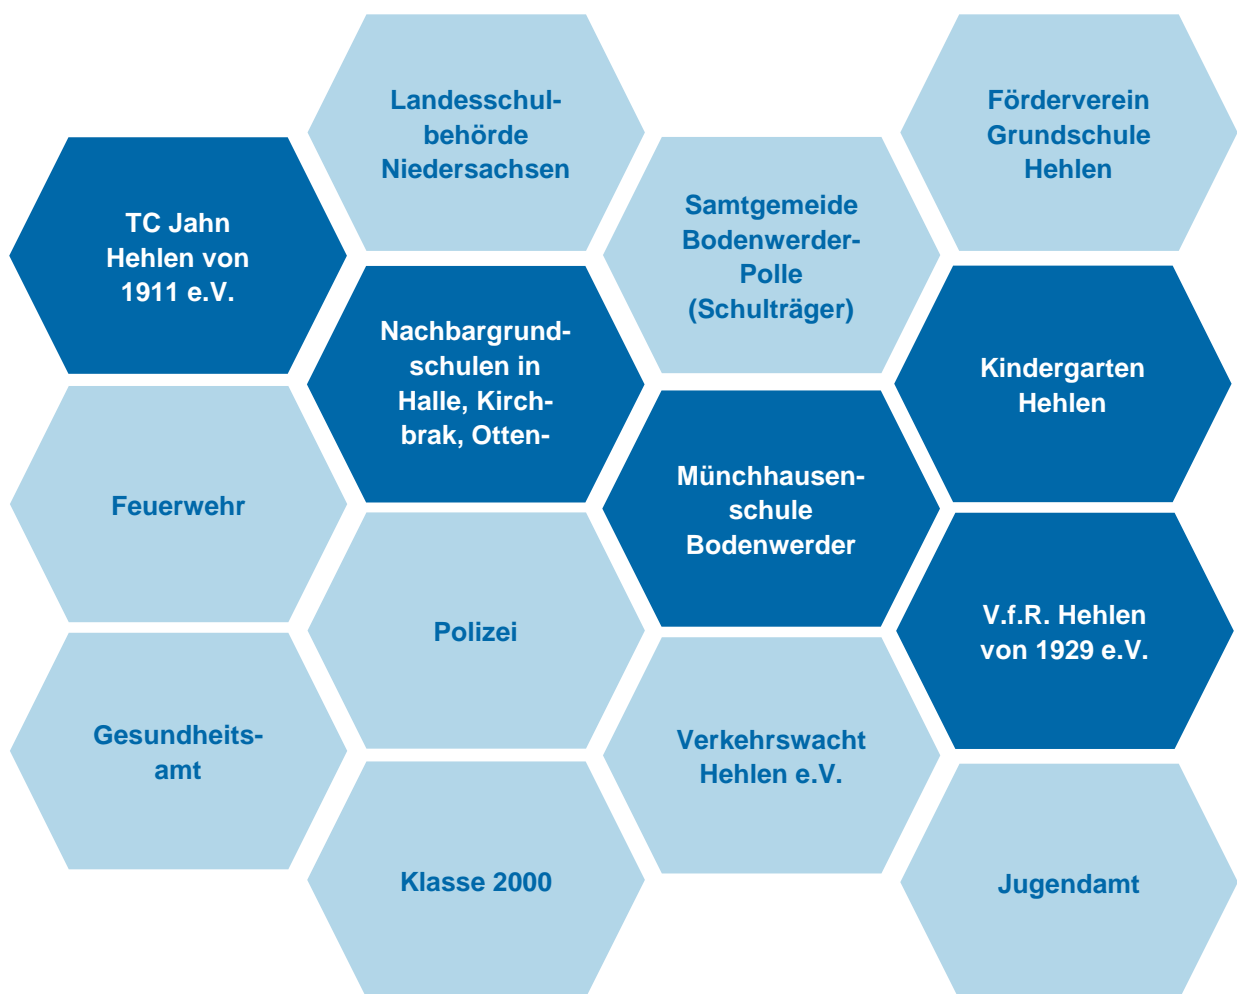 Landesschul-
behörde
Niedersachsen
Förderverein
Grundschule
Hehlen
TC Jahn
Hehlen von
1911 e.V.
Samtgemeide
Bodenwerder-
Polle
(Schulträger)
Nachbargrund-
schulen in
Halle, Kirch-
brak, Otten-
Kindergarten
Hehlen
Feuerwehr
Münchhausen-
schule
Bodenwerder
Polizei
V.f.R. Hehlen
von 1929 e.V.
Gesundheits-
amt
Verkehrswacht
Hehlen e.V.
Klasse 2000
Jugendamt